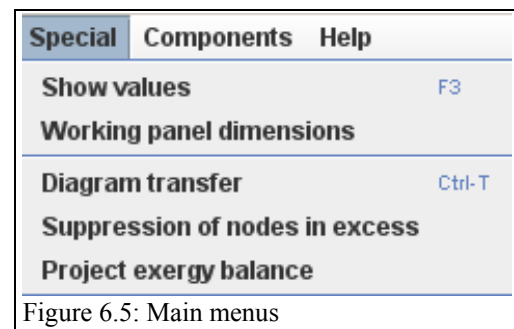 Special Components Help
Show values F3
Working panel dimensions
Diagram transfer Ctrl-T
Suppression of nodes in excess
Project exergy balance
Figure 6.5: Main menus